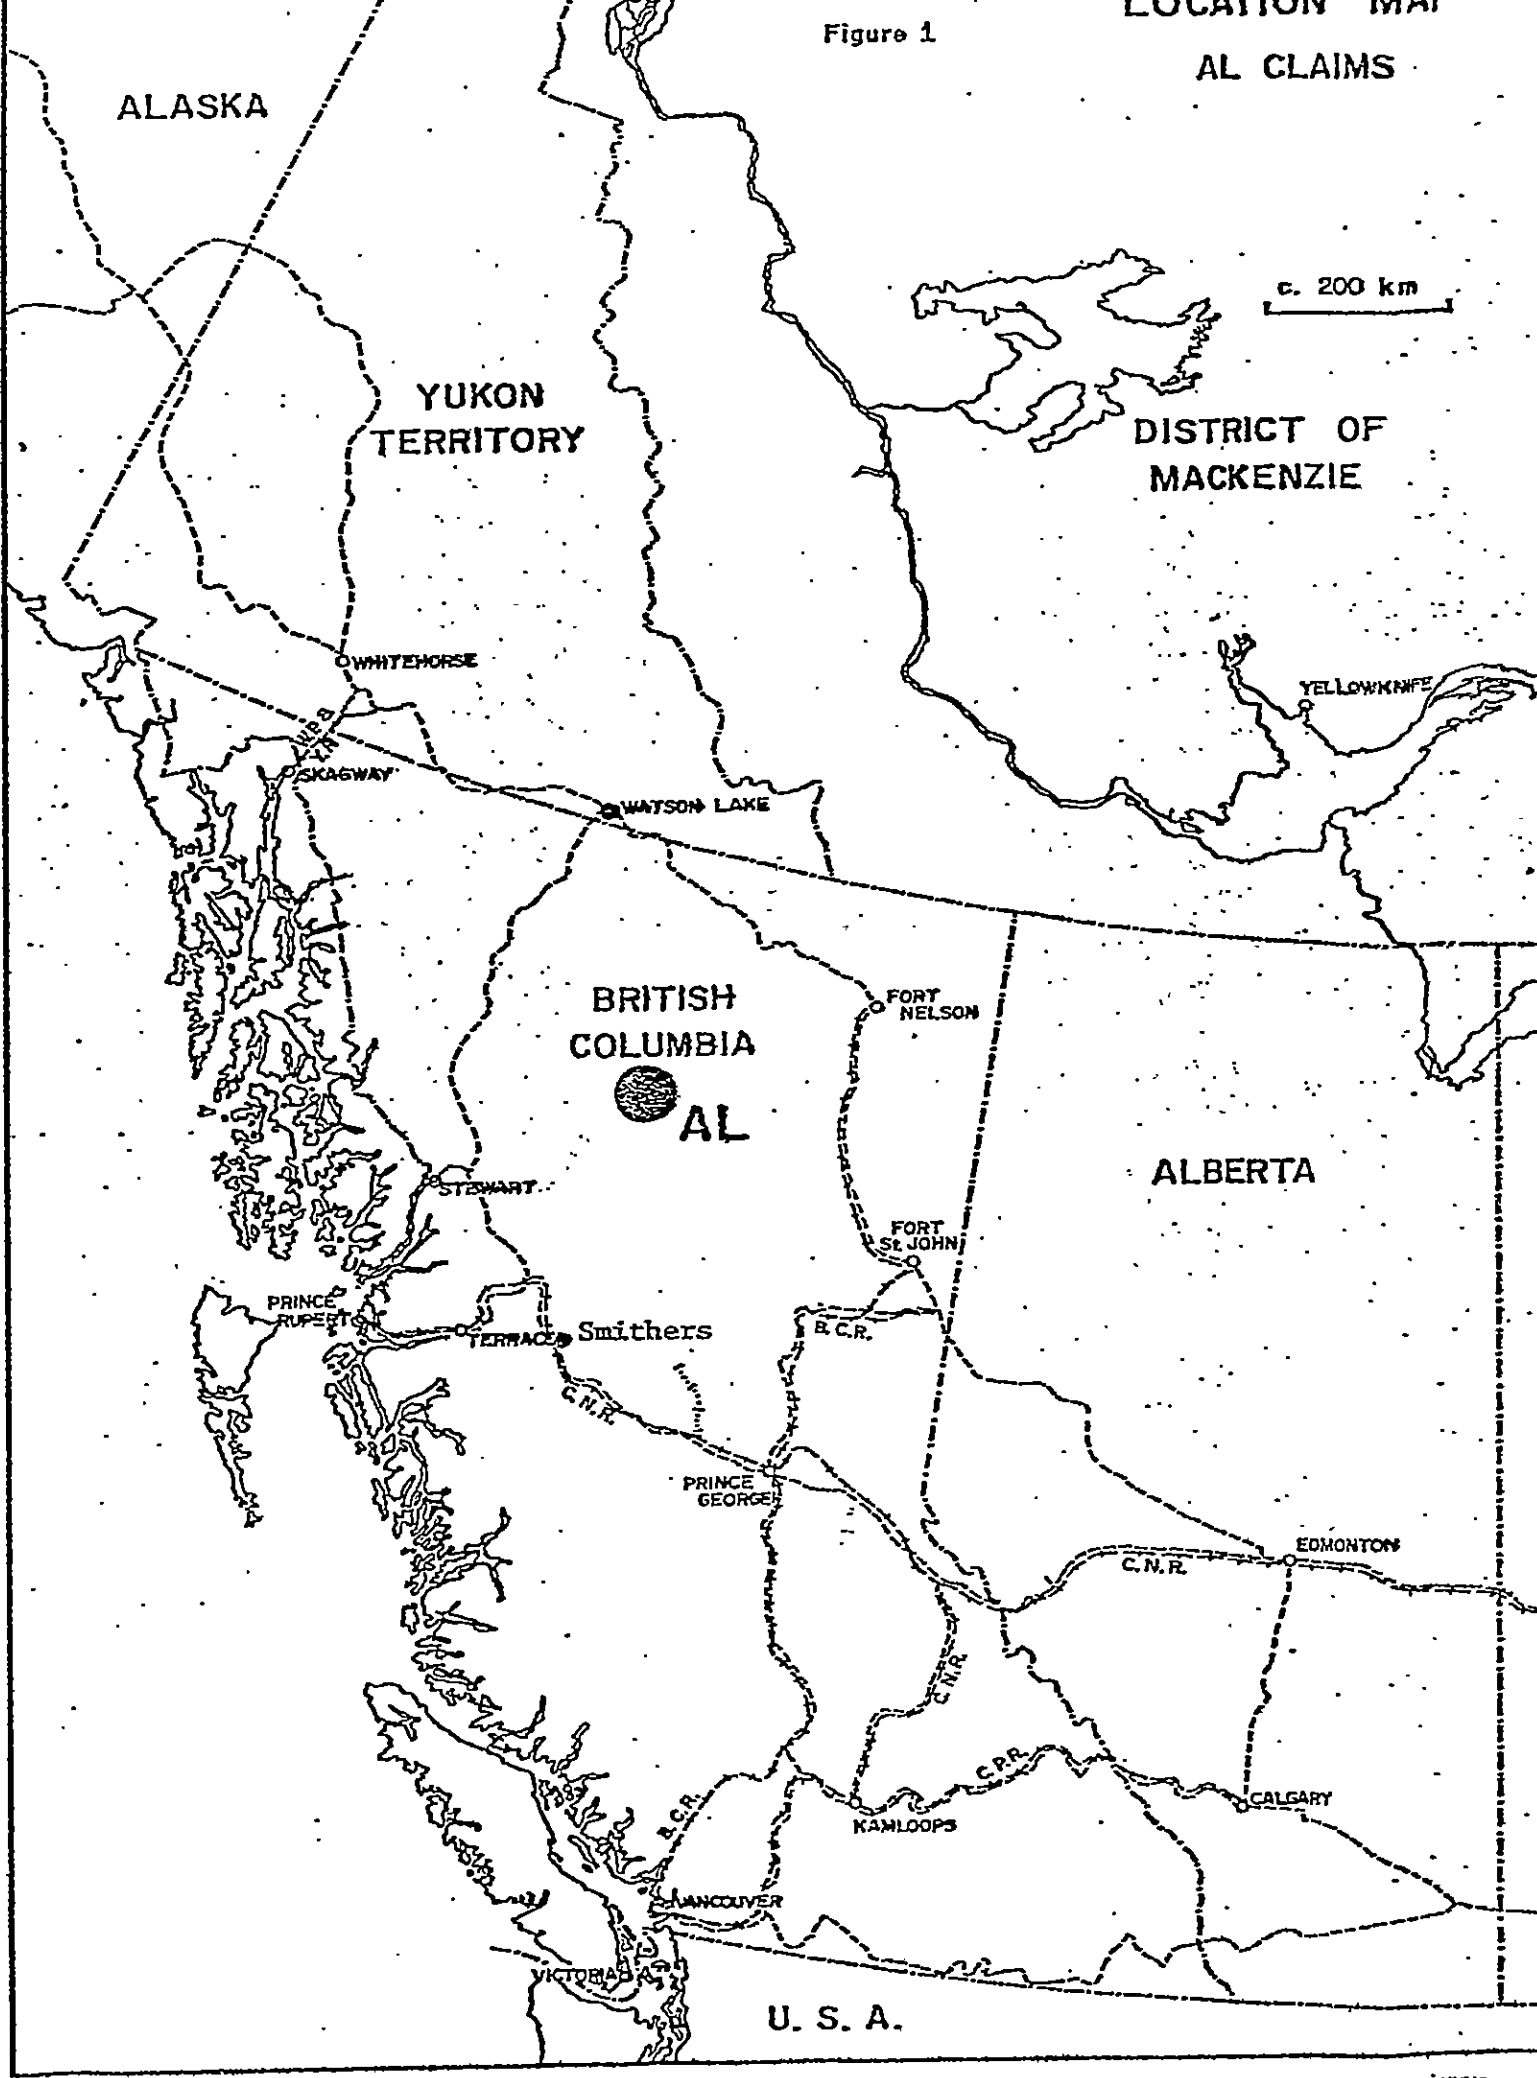 LOCATION MAP
Figure 1
AL CLAIMS
ALASKA
c. 200 km
YUKON
TERRITORY
DISTRICT OF
MACKENZIE
WHITEHORSE
YELLOWKNIFE
W.P. &
Y.R.
SKAGWAY
WATSON LAKE
BRITISH
COLUMBIA
FORT
NELSON
AL
STEWART
ALBERTA
FORT
St. JOHN
PRINCE
RUPERT
TERRACE
Smithers
B.C.R.
C.N.R.
PRINCE
GEORGE
EDMONTON
C.N.R.
C.N.R.
C.P.R.
B.C.R.
KAMLOOPS
CALGARY
VANCOUVER
VICTORIA
U. S. A.